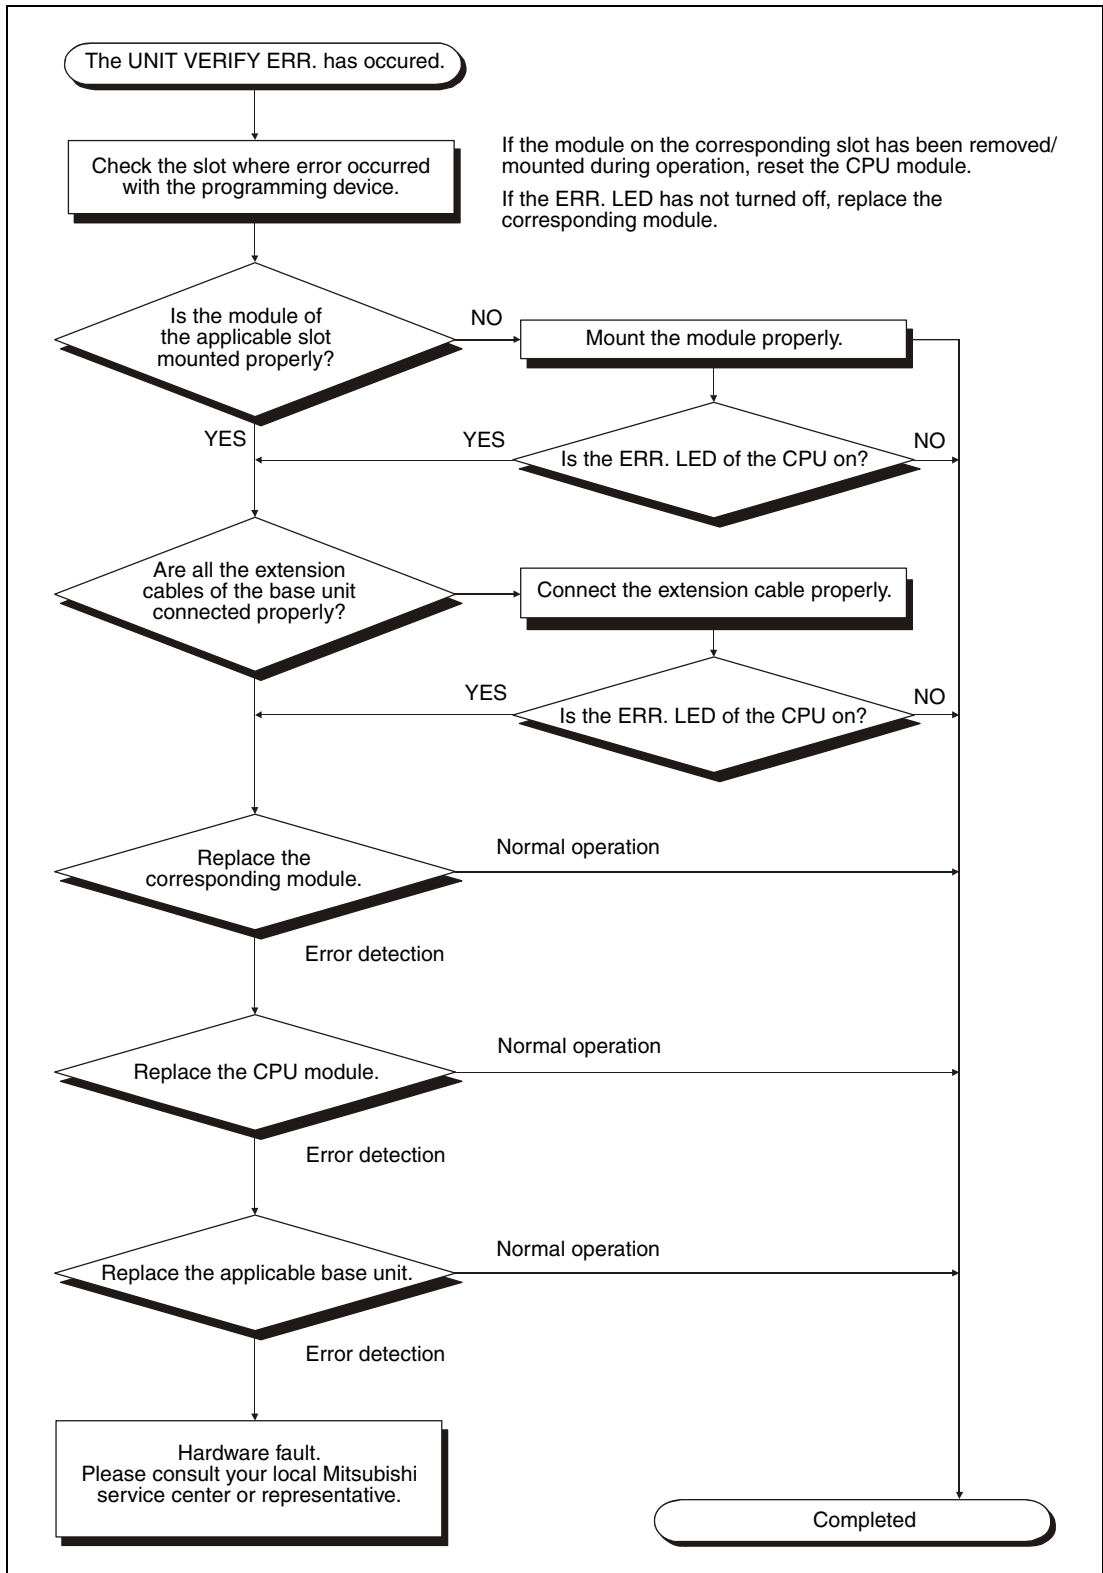 The UNIT VERIFY ERR. has occured.
Check the slot where error occurred
with the programming device.
If the module on the corresponding slot has been removed/
mounted during operation, reset the CPU module.
If the ERR. LED has not turned off, replace the
corresponding module.
Is the module of
the applicable slot
mounted properly?
NO
Mount the module properly.
YES
YES
Is the ERR. LED of the CPU on?
NO
Are all the extension
cables of the base unit
connected properly?
Connect the extension cable properly.
YES
Is the ERR. LED of the CPU on?
NO
Replace the
corresponding module.
Normal operation
Error detection
Replace the CPU module.
Normal operation
Error detection
Replace the applicable base unit.
Normal operation
Error detection
Hardware fault.
Please consult your local Mitsubishi
service center or representative.
Completed